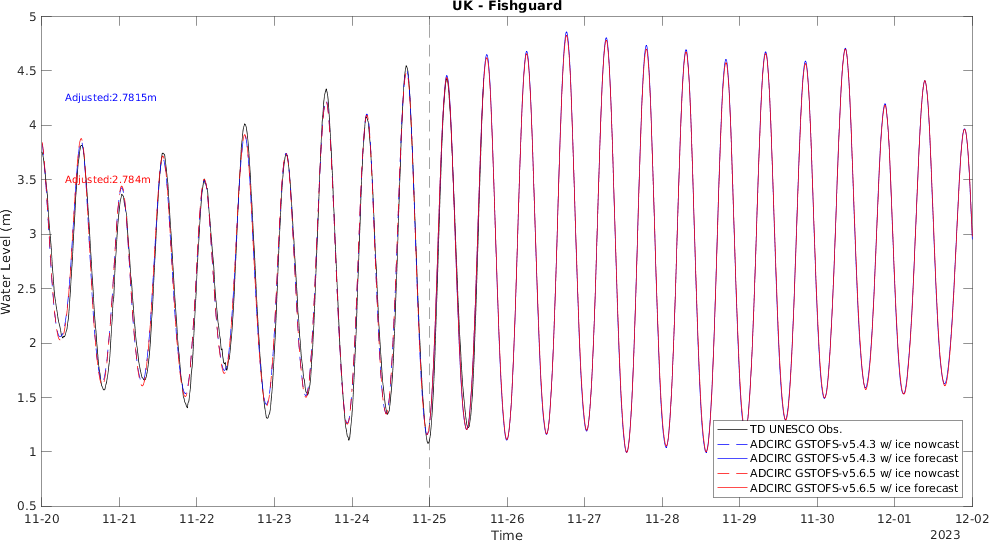 UK - Fishguard
5
4.5
4
3.5
3
2.5
2
1.5
1
0.5
Water Level (m)
Adjusted:2.7815m
Adjusted:2.784m
TD UNESCO Obs.
ADCIRC GSTOFS-v5.4.3 w/ ice nowcast
ADCIRC GSTOFS-v5.4.3 w/ ice forecast
ADCIRC GSTOFS-v5.6.5 w/ ice nowcast
ADCIRC GSTOFS-v5.6.5 w/ ice forecast
11-20 11-21 11-22 11-23 11-24 11-25 11-26 11-27 11-28 11-29 11-30 12-01 12-02
Time
2023